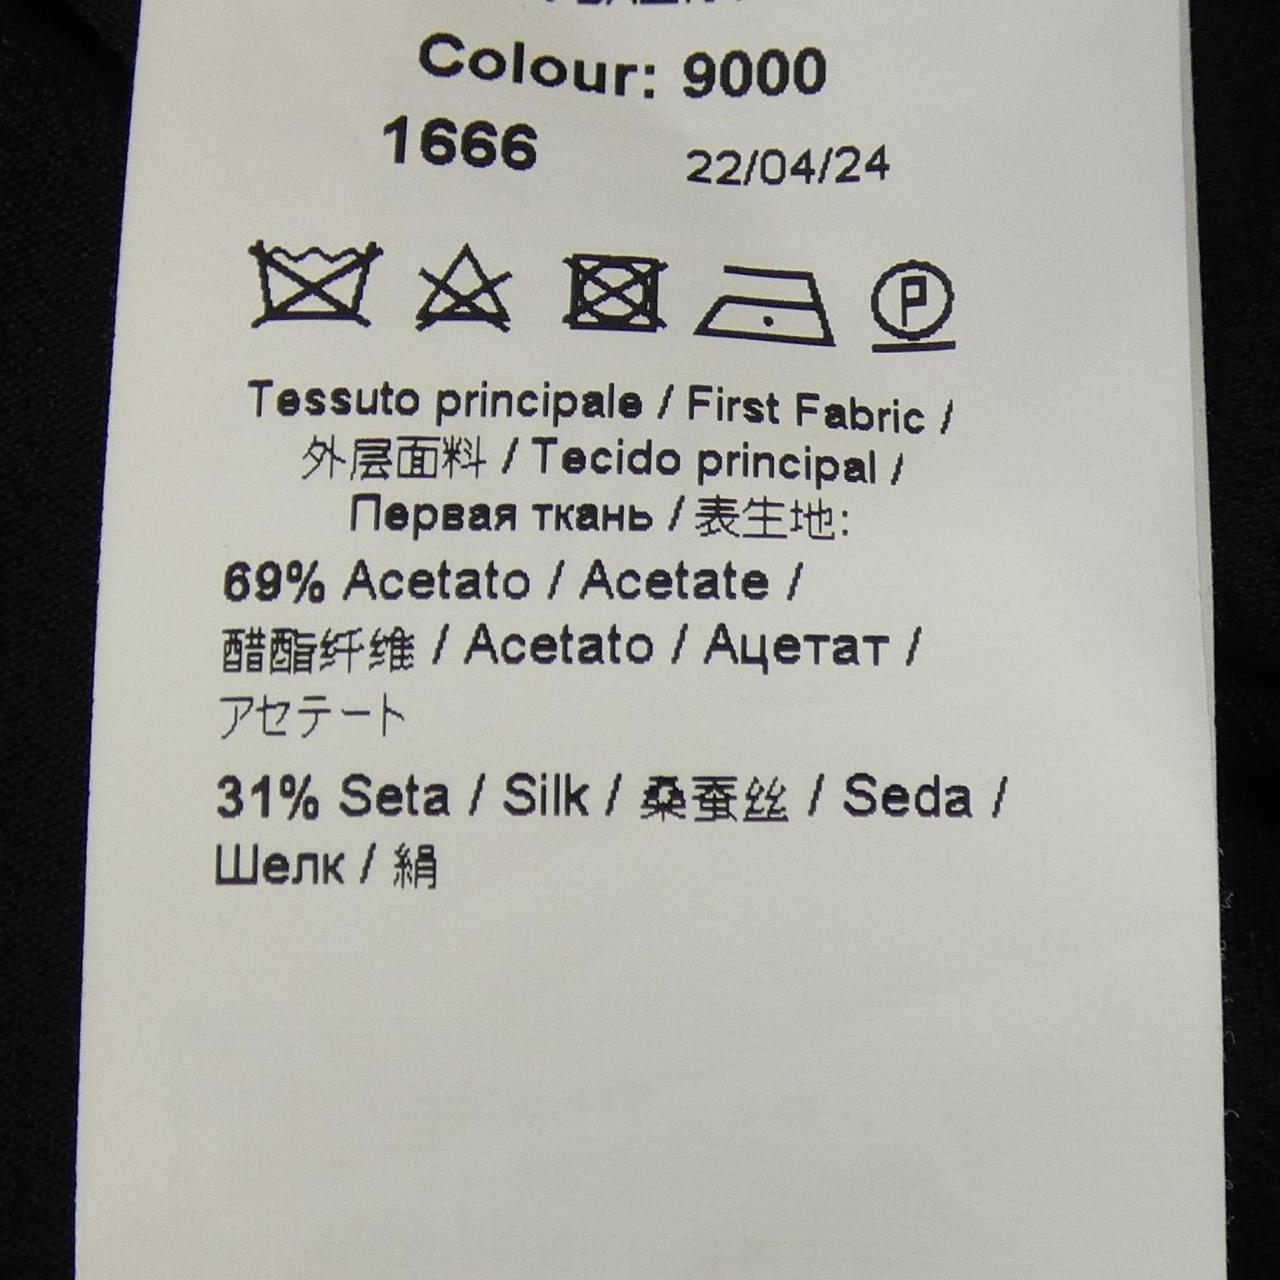 Colour: 9000
1666 22/04/24
P
Tessuto principale / First Fabric /
外层面料 / Tecido principal /
Первая ткань / 表生地:
69% Acetato / Acetate /
醋酯纤维 / Acetato / Ацетат /
アセテート
31% Seta / Silk / 桑蚕丝 / Seda /
Шелк / 絹